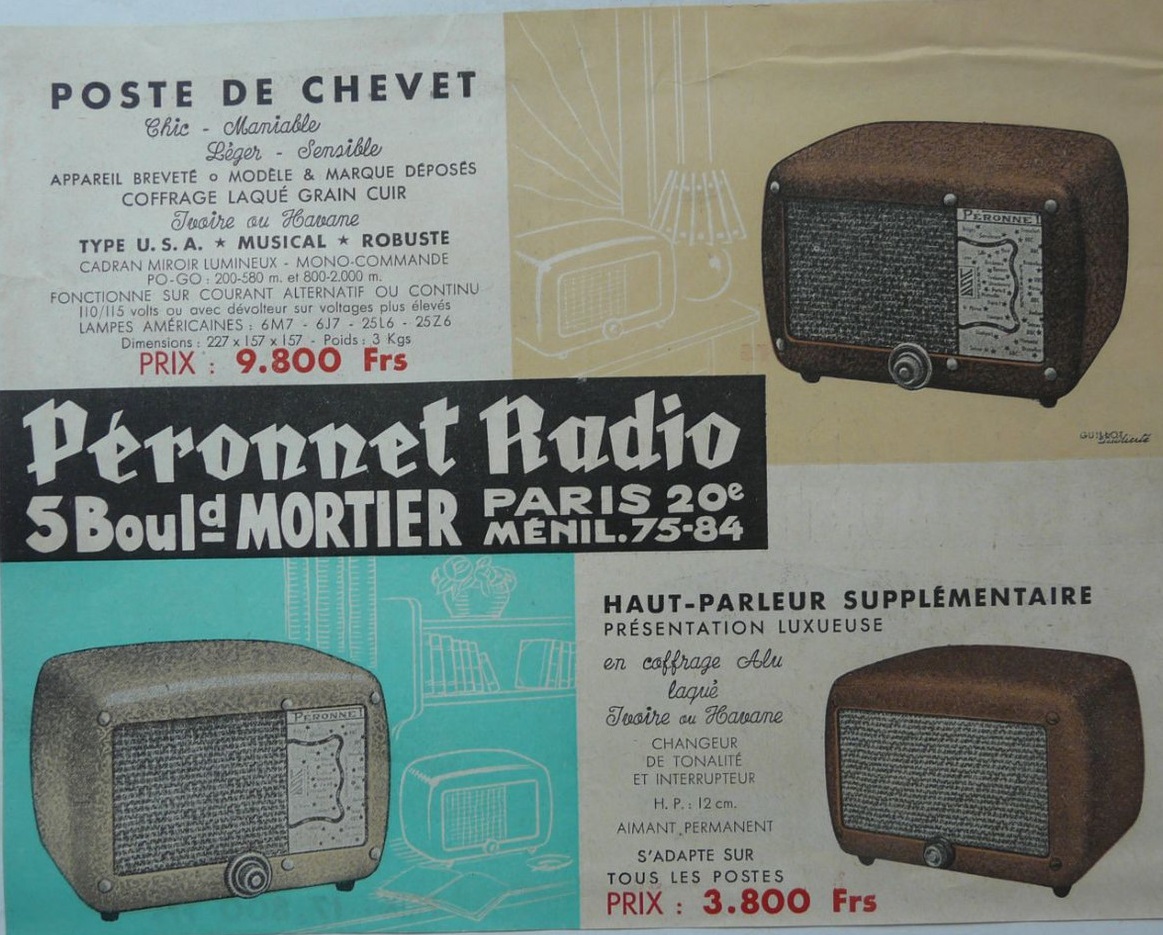 POSTE DE CHEVET
Chic - Maniable
Léger - Sensible
APPAREIL BREVETÉ o MODÈLE & MARQUE DÉPOSÉS
COFFRAGE LAQUÉ GRAIN CUIR
Ivoire ou Havane
TYPE U.S.A. ★ MUSICAL ★ ROBUSTE
CADRAN MIROIR LUMINEUX - MONO-COMMANDE
PO-GO : 200-580 m. et 800-2.000 m.
FONCTIONNE SUR COURANT ALTERNATIF OU CONTINU
110/115 volts ou avec dévolteur sur voltages plus élevés
LAMPES AMÉRICAINES : 6M7 - 6J7 - 25L6 - 25Z6
Dimensions : 227 x 157 x 157 - Poids : 3 Kgs
PRIX : 9.800 Frs
PERONNET
Péronnet Radio
5 Bould MORTIER PARIS 20e
MÉNIL. 75-84
PERONNET
HAUT-PARLEUR SUPPLÉMENTAIRE
PRÉSENTATION LUXUEUSE
en coffrage Alu
laqué
Ivoire ou Havane
CHANGEUR
DE TONALITÉ
ET INTERRUPTEUR
H. P. : 12 cm.
AIMANT PERMANENT
S'ADAPTE SUR
TOUS LES POSTES
PRIX : 3.800 Frs